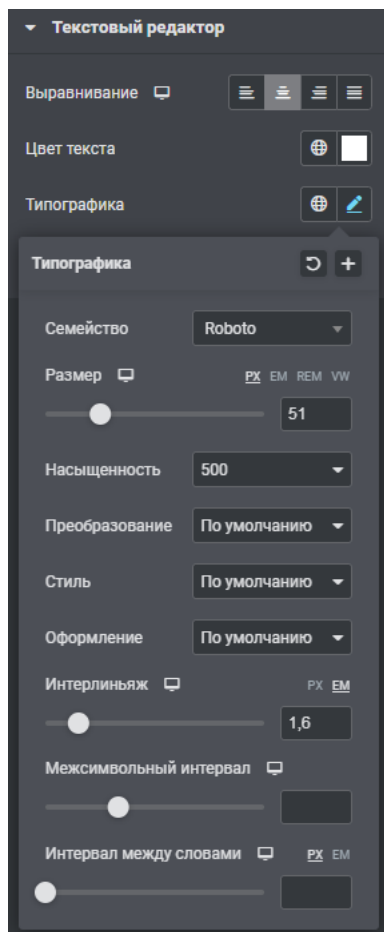 Текстовый редактор
Выравнивание
Цвет текста
Типографика
Типографика
Семейство Roboto
Размер PX EM REM VW
51
Насыщенность 500
Преобразование По умолчанию
Стиль По умолчанию
Оформление По умолчанию
Интерлиньяж PX EM
1,6
Межсимвольный интервал
Интервал между словами PX EM